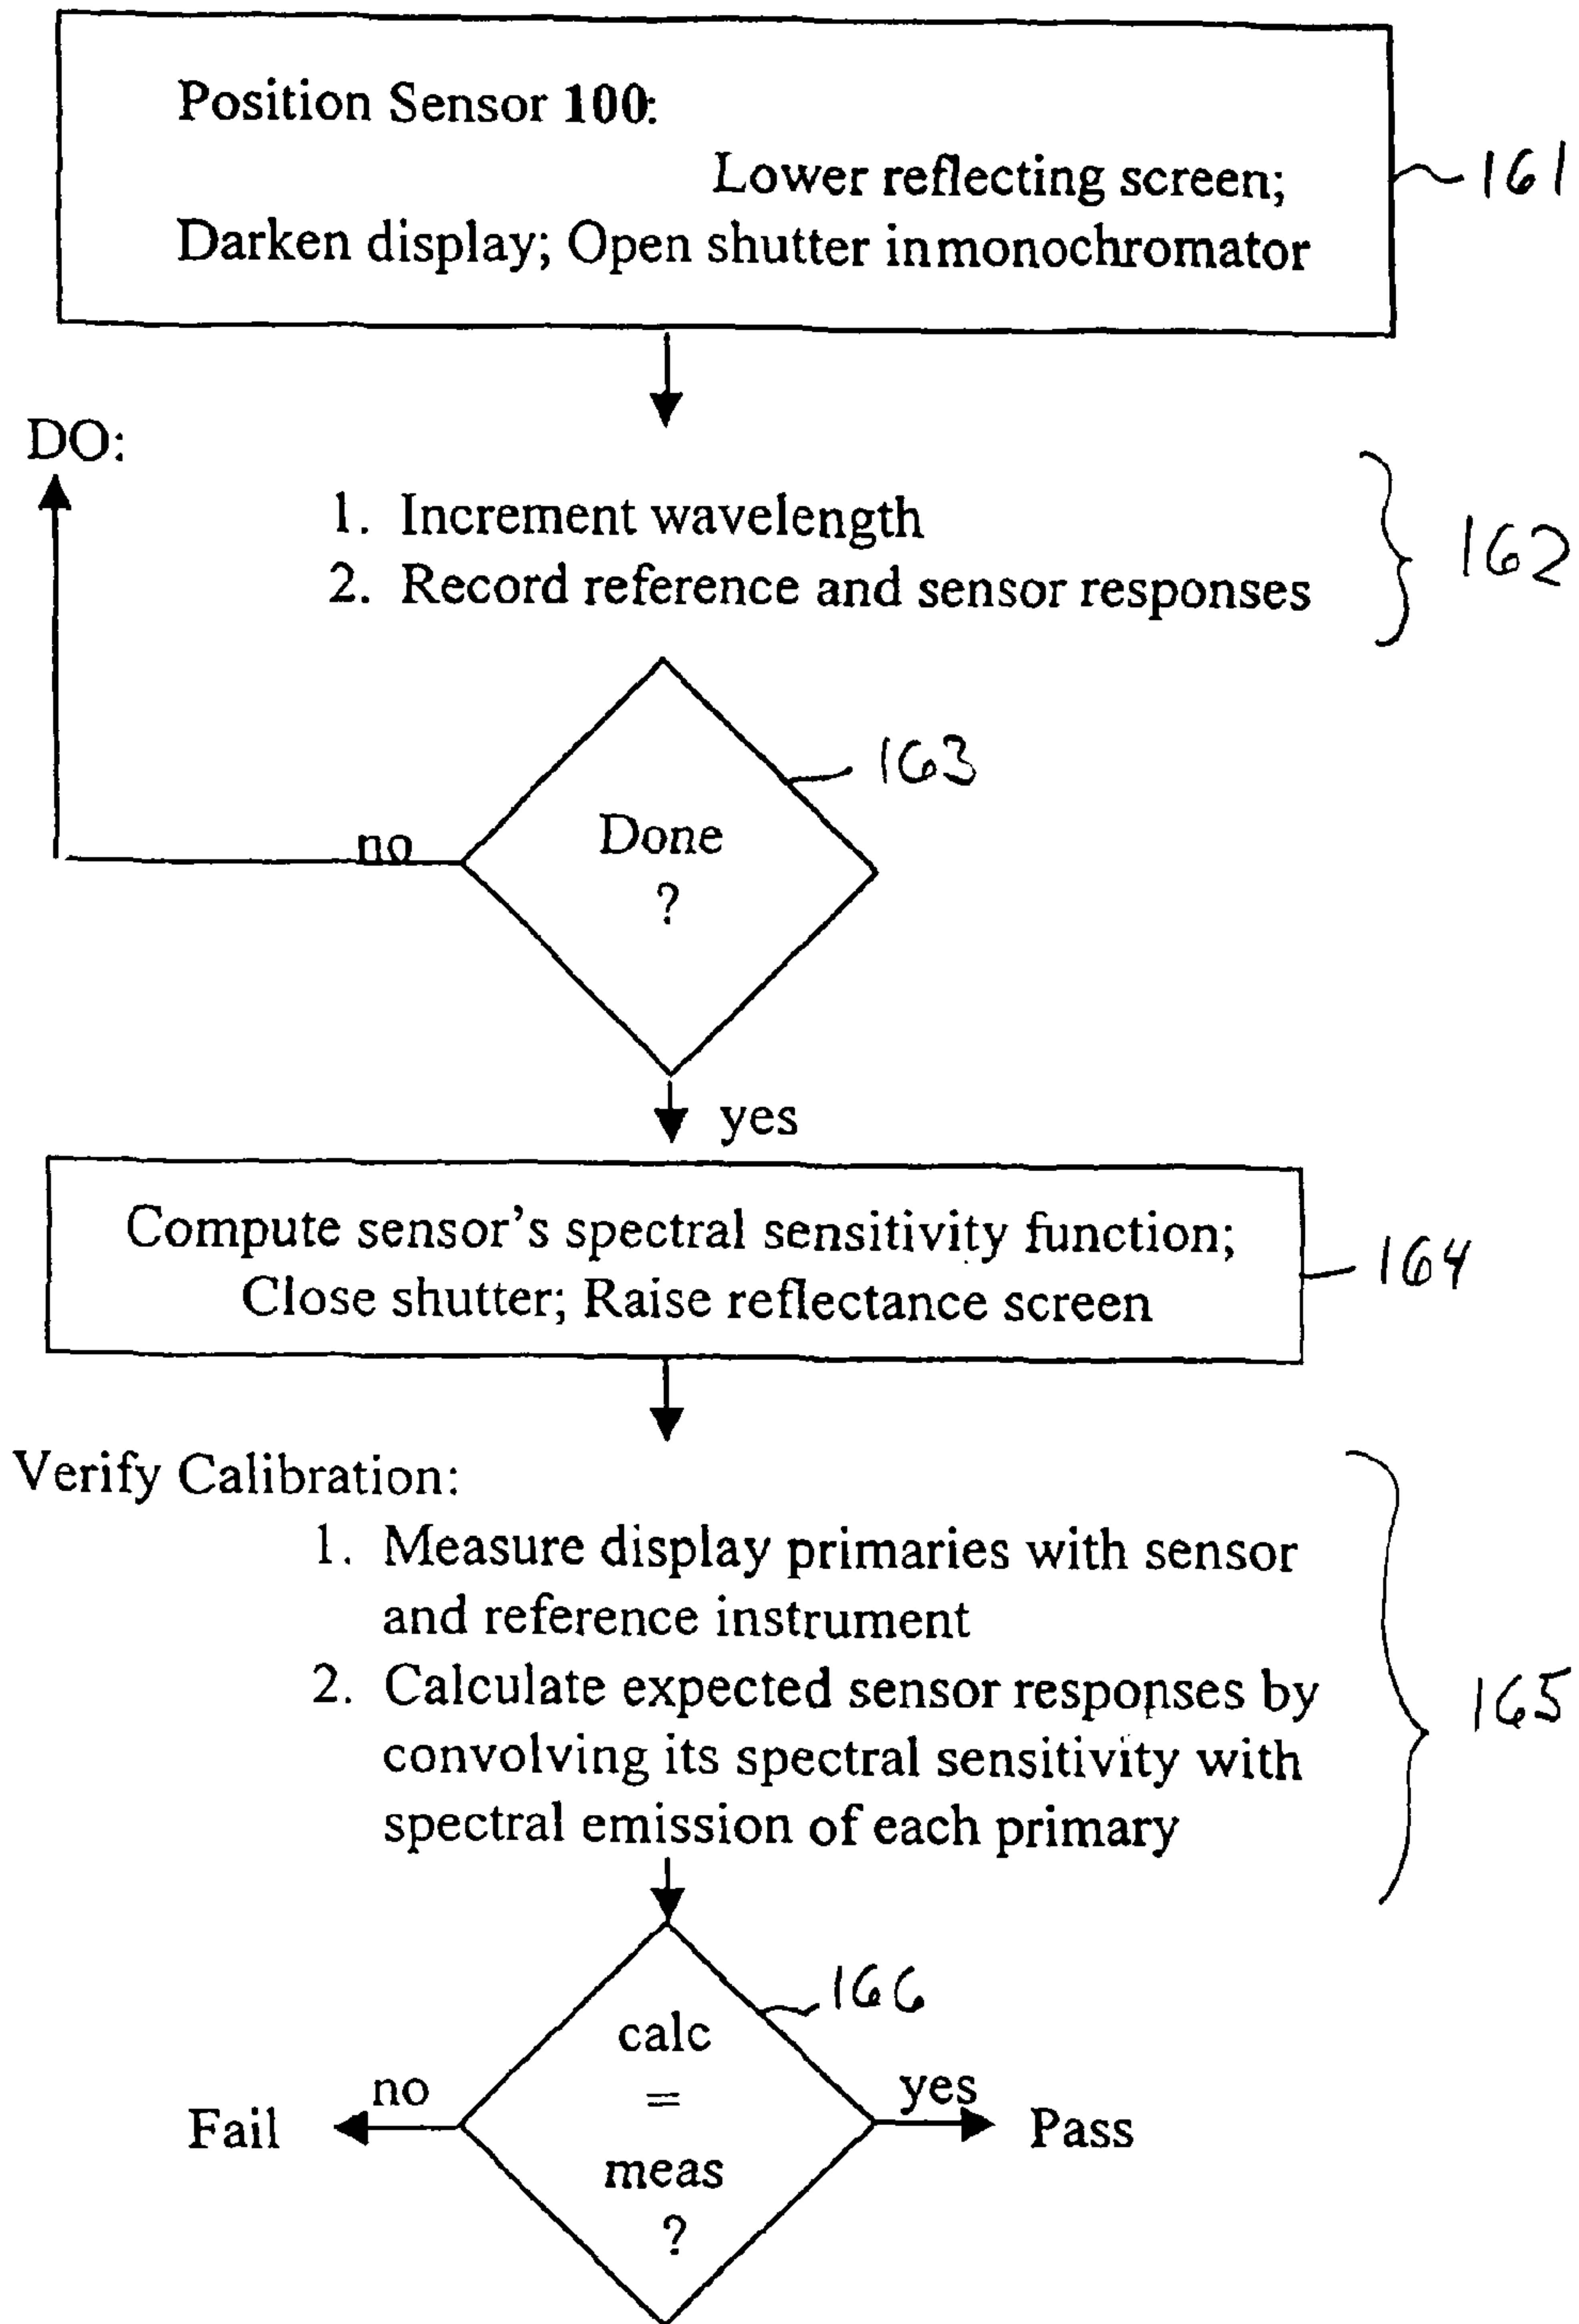 Position Sensor 100:
Lower reflecting screen;
Darken display; Open shutter inmonochromator
161
DO:
1. Increment wavelength
2. Record reference and sensor responses
162
163
Done
?
no
yes
Compute sensor's spectral sensitivity function;
Close shutter; Raise reflectance screen
164
Verify Calibration:
1. Measure display primaries with sensor
and reference instrument
2. Calculate expected sensor responses by
convolving its spectral sensitivity with
spectral emission of each primary
165
166
calc
=
meas
?
no
Fail
yes
Pass